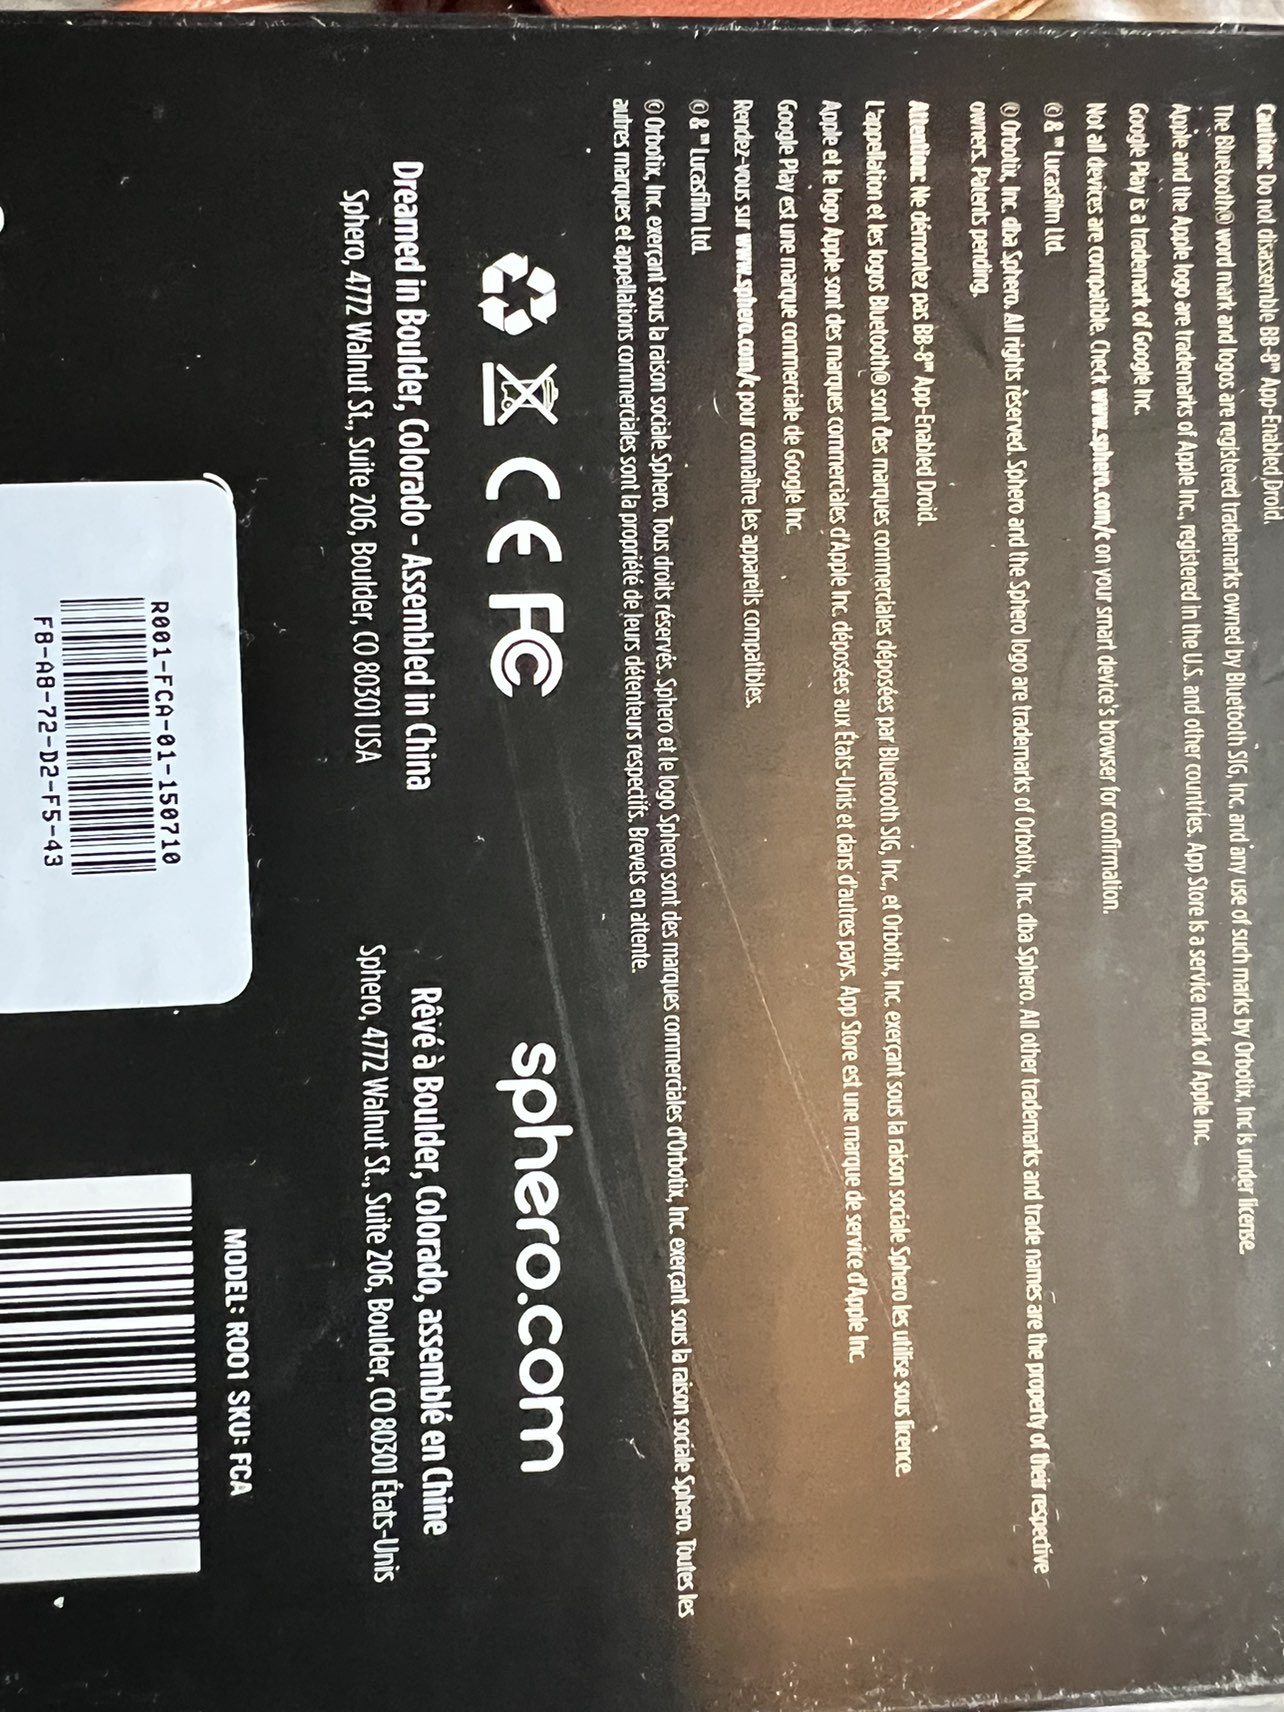 Caution: Do not disassemble BB-8™ App-Enabled Droid.
The Bluetooth® word mark and logos are registered trademarks owned by Bluetooth SIG, Inc. and any use of such marks by Orbotix, Inc is under license.
Apple and the Apple logo are trademarks of Apple Inc., registered in the U.S. and other countries. App Store is a service mark of Apple Inc.
Google Play is a trademark of Google Inc.
Not all devices are compatible. Check www.sphero.com/c on your smart device's browser for confirmation.
© & ™ Lucasfilm Ltd.
© Orbotix, Inc. dba Sphero. All rights reserved. Sphero and the Sphero logo are trademarks of Orbotix, Inc. dba Sphero. All other trademarks and trade names are the property of their respective
owners. Patents pending.
Attention: Ne démontez pas BB-8™ App-Enabled Droid.
L'appellation et les logos Bluetooth® sont des marques commerciales déposées par Bluetooth SIG, Inc., et Orbotix, Inc. exerçant sous la raison sociale Sphero les utilise sous licence.
Apple et le logo Apple sont des marques commerciales d'Apple Inc. déposées aux États-Unis et dans d'autres pays. App Store est une marque de service d'Apple Inc.
Google Play est une marque commerciale de Google Inc.
Rendez-vous sur www.sphero.com/c pour connaître les appareils compatibles.
© & ™ Lucasfilm Ltd.
© Orbotix, Inc. exerçant sous la raison sociale Sphero. Tous droits réservés. Sphero et le logo Sphero sont des marques commerciales d'Orbotix, Inc. exerçant sous la raison sociale Sphero. Toutes les
autres marques et appellations commerciales sont la propriété de leurs détenteurs respectifs. Brevets en attente.
CE FC
sphero.com
Dreamed in Boulder, Colorado - Assembled in China
Sphero, 4772 Walnut St., Suite 206, Boulder, CO 80301 USA
Rêvé à Boulder, Colorado, assemblé en Chine
Sphero, 4772 Walnut St., Suite 206, Boulder, CO 80301 États-Unis
R001-FCA-01-150710
F8-A8-72-D2-F5-43
MODEL: R001 SKU: FCA